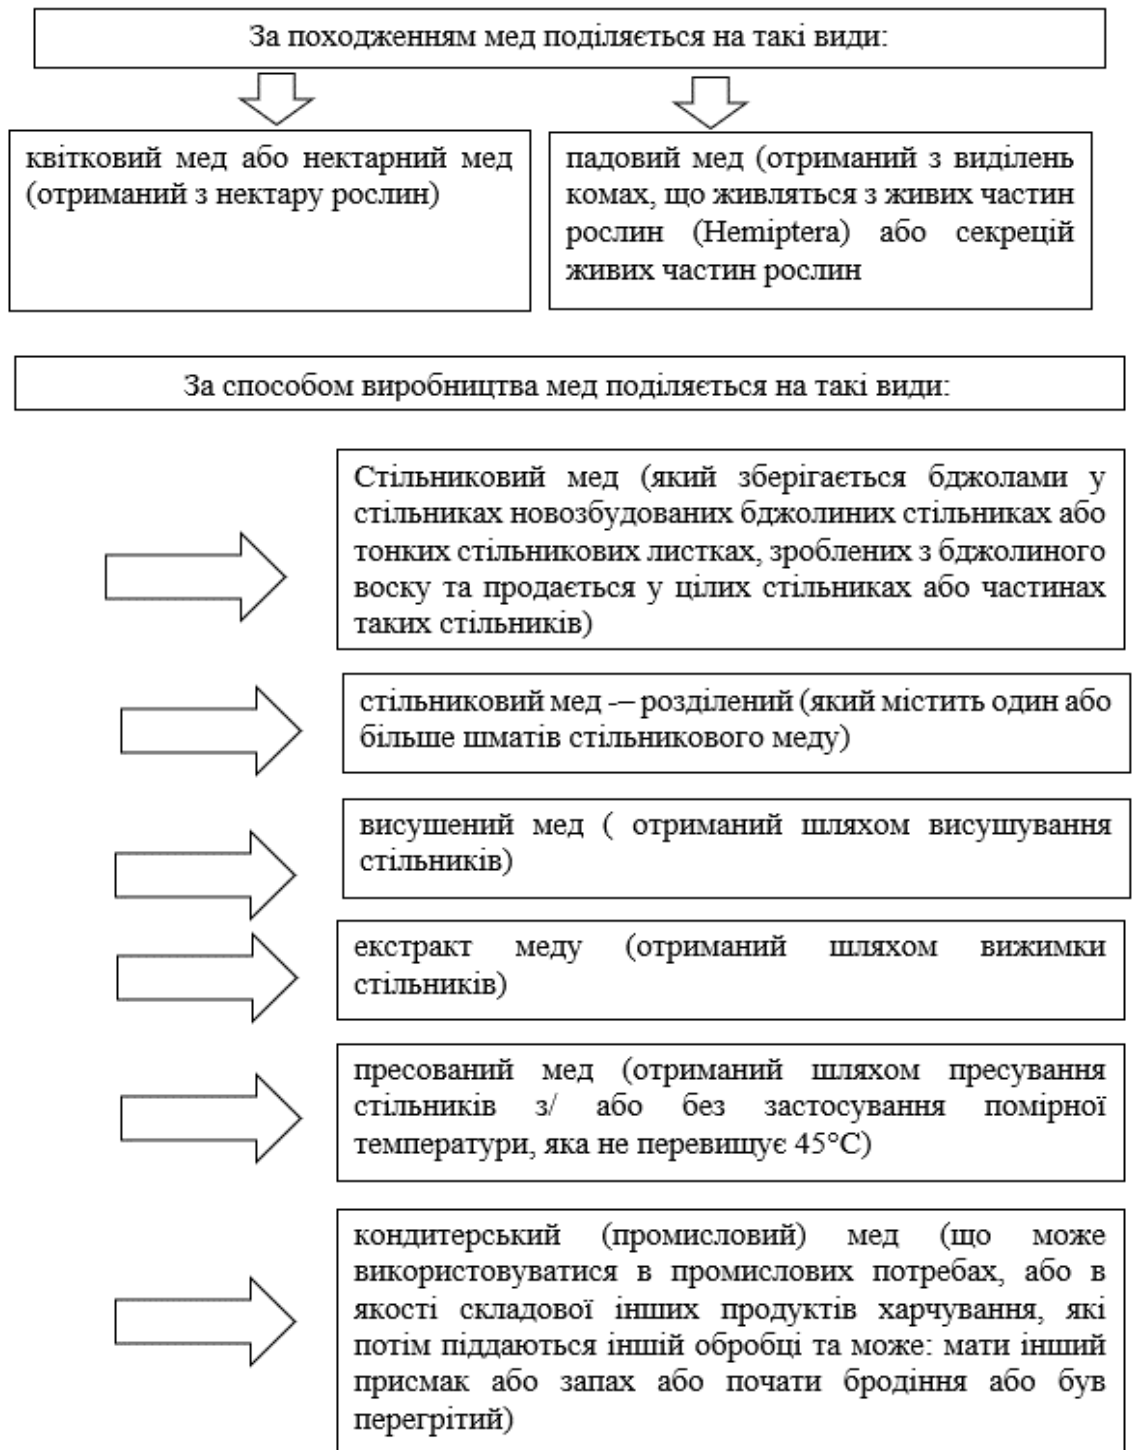 За походженням мед поділяється на такі види:
квітковий мед або нектарний мед
(отриманий з нектару рослин)
падовий мед (отриманий з виділень
комах, що живляться з живих частин
рослин (Hemiptera) або секрецій
живих частин рослин
За способом виробництва мед поділяється на такі види:
Стільниковий мед (який зберігається бджолами у
стільниках новозбудованих бджолиних стільниках або
тонких стільникових листках, зроблених з бджолиного
воску та продається у цілих стільниках або частинах
таких стільників)
стільниковий мед -– розділений (який містить один або
більше шматів стільникового меду)
висушений мед ( отриманий шляхом висушування
стільників)
екстракт меду (отриманий шляхом вижимки
стільників)
пресований мед (отриманий шляхом пресування
стільників з/ або без застосування помірної
температури, яка не перевищує 45°C)
кондитерський (промисловий) мед (що може
використовуватися в промислових потребах, або в
якості складової інших продуктів харчування, які
потім піддаються іншій обробці та може: мати інший
присмак або запах або почати бродіння або був
перегрітий)